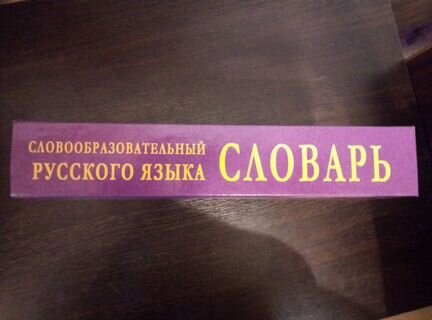 СЛОВООБРАЗОВАТЕЛЬНЫЙ
РУССКОГО ЯЗЫКА
СЛОВАРЬ